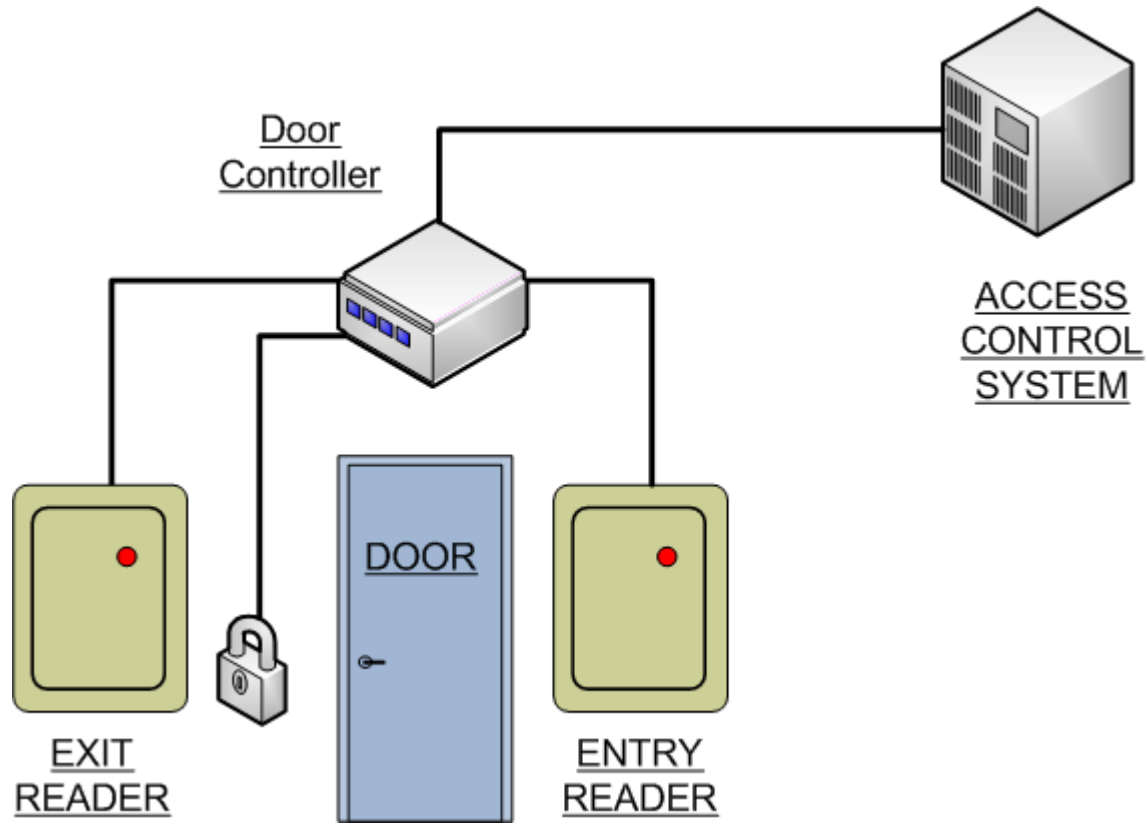 Door
Controller
ACCESS
CONTROL
SYSTEM
DOOR
EXIT
READER
ENTRY
READER